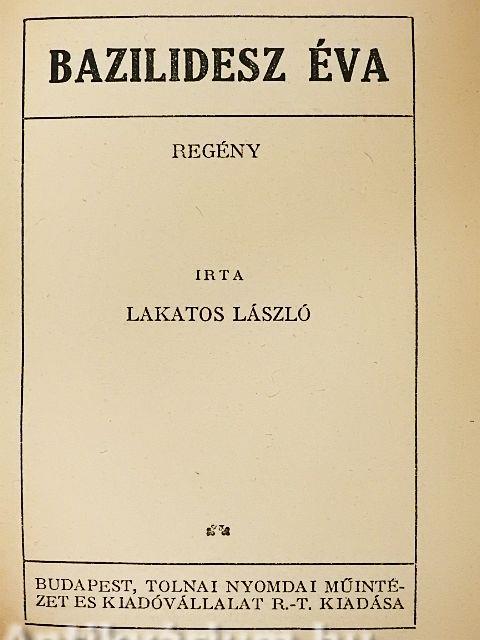 BAZILIDESZ ÉVA
REGÉNY
IRTA
LAKATOS LÁSZLÓ
BUDAPEST, TOLNAI NYOMDAI MŰINTÉ-
ZET ES KIADÓVÁLLALAT R.-T. KIADÁSA